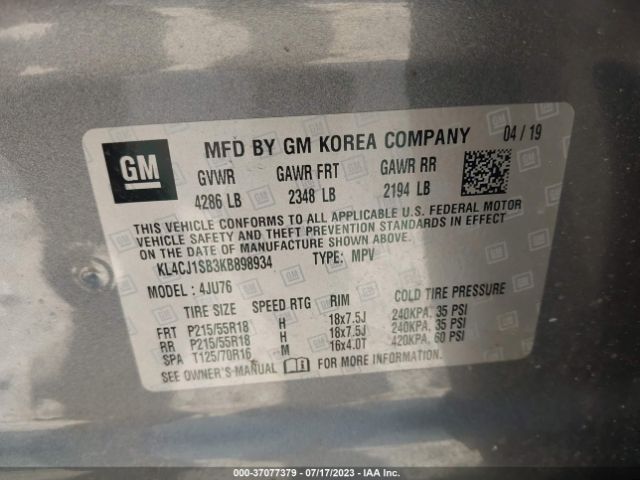 GM
MFD BY GM KOREA COMPANY 04 / 19
GVWR GAWR FRT GAWR RR
4286 LB 2348 LB 2194 LB
THIS VEHICLE CONFORMS TO ALL APPLICABLE U.S. FEDERAL MOTOR
VEHICLE SAFETY AND THEFT PREVENTION STANDARDS IN EFFECT
ON THE DATE OF MANUFACTURE SHOWN ABOVE.
KL4CJ1SB3KB898934 TYPE: MPV
MODEL : 4JU76
TIRE SIZE SPEED RTG RIM COLD TIRE PRESSURE
FRT P215/55R18 H 18x7.5J 240KPA, 35 PSI
RR P215/55R18 H 18x7.5J 240KPA, 35 PSI
SPA T125/70R16 M 16x4.0T 420KPA, 60 PSI
SEE OWNER'S MANUAL FOR MORE INFORMATION
000-37077379 | 07/17/2023 | IAA Inc.